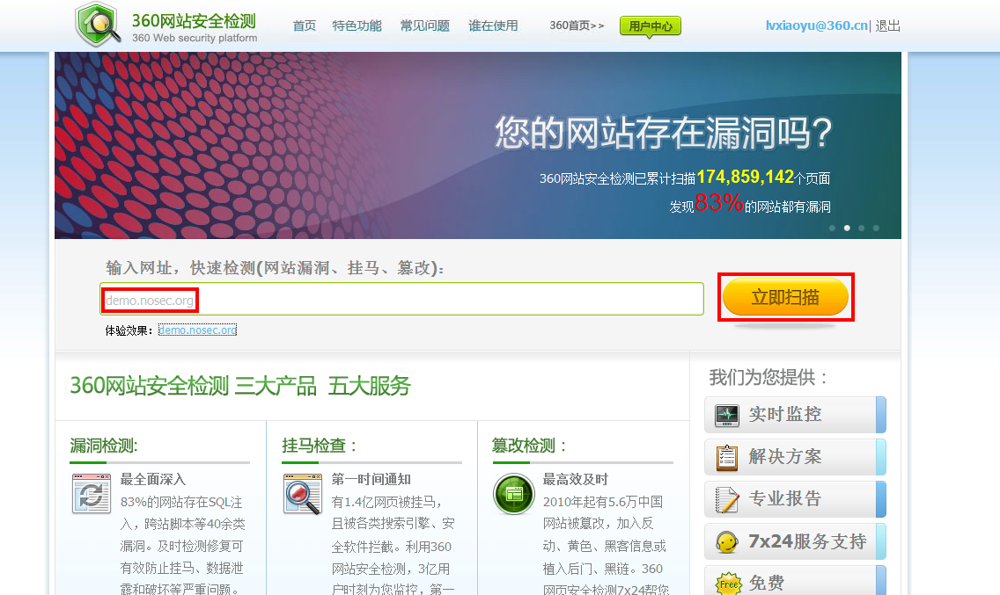 360网站安全检测
360 Web security platform
首页 特色功能 常见问题 谁在使用 360首页>> 用户中心 lvxiaoyu@360.cn| 退出
您的网站存在漏洞吗?
360网站安全检测已累计扫描174,859,142个页面
发现83%的网站都有漏洞
输入网址，快速检测(网站漏洞、挂马、篡改)：
demo.nosec.org
立即扫描
体验效果：demo.nosec.org
360网站安全检测 三大产品 五大服务
漏洞检测:
最全面深入
83%的网站存在SQL注
入，跨站脚本等40余类
漏洞。及时检测修复可
有效防止挂马、数据泄
露和破坏等严重问题。
挂马检查：
第一时间通知
有1.4亿网页被挂马，
且被各类搜索引擎、安
全软件拦截。利用360
网站安全检测，3亿用
户时刻为您监控，第一
篡改检测：
最高效及时
2010年起有5.6万中国
网站被篡改，加入反
动、黄色、黑客信息或
植入后门、黑链。360
网页安全检测7x24帮您
我们为您提供：
实时监控
解决方案
专业报告
7x24服务支持
Free 免费